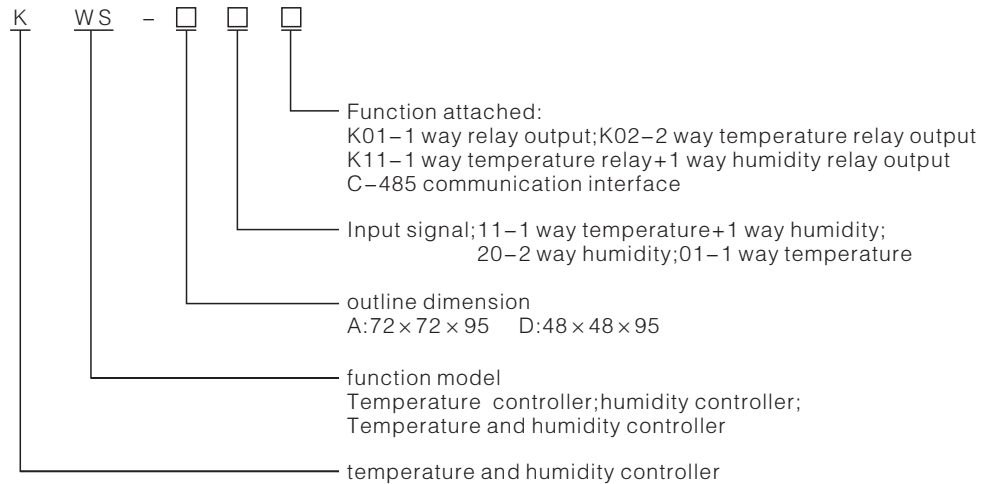 K WS – □ □ □
Function attached:
K01–1 way relay output;K02–2 way temperature relay output
K11–1 way temperature relay+1 way humidity relay output
C–485 communication interface
Input signal;11–1 way temperature+1 way humidity;
20–2 way humidity;01–1 way temperature
outline dimension
A:72×72×95 D:48×48×95
function model
Temperature controller;humidity controller;
Temperature and humidity controller
temperature and humidity controller